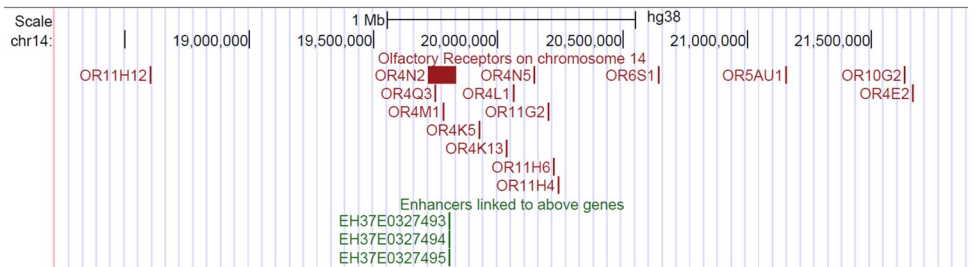 Scale 1 Mb hg38
chr14: 19,000,000 19,500,000 20,000,000 20,500,000 21,000,000 21,500,000
Olfactory Receptors on chromosome 14
OR11H12 OR4N2 OR4N5 OR6S1 OR5AU1 OR10G2
OR4Q3 OR4L1 OR4E2
OR4M1 OR11G2
OR4K5
OR4K13
OR11H6
OR11H4
Enhancers linked to above genes
EH37E0327493
EH37E0327494
EH37E0327495